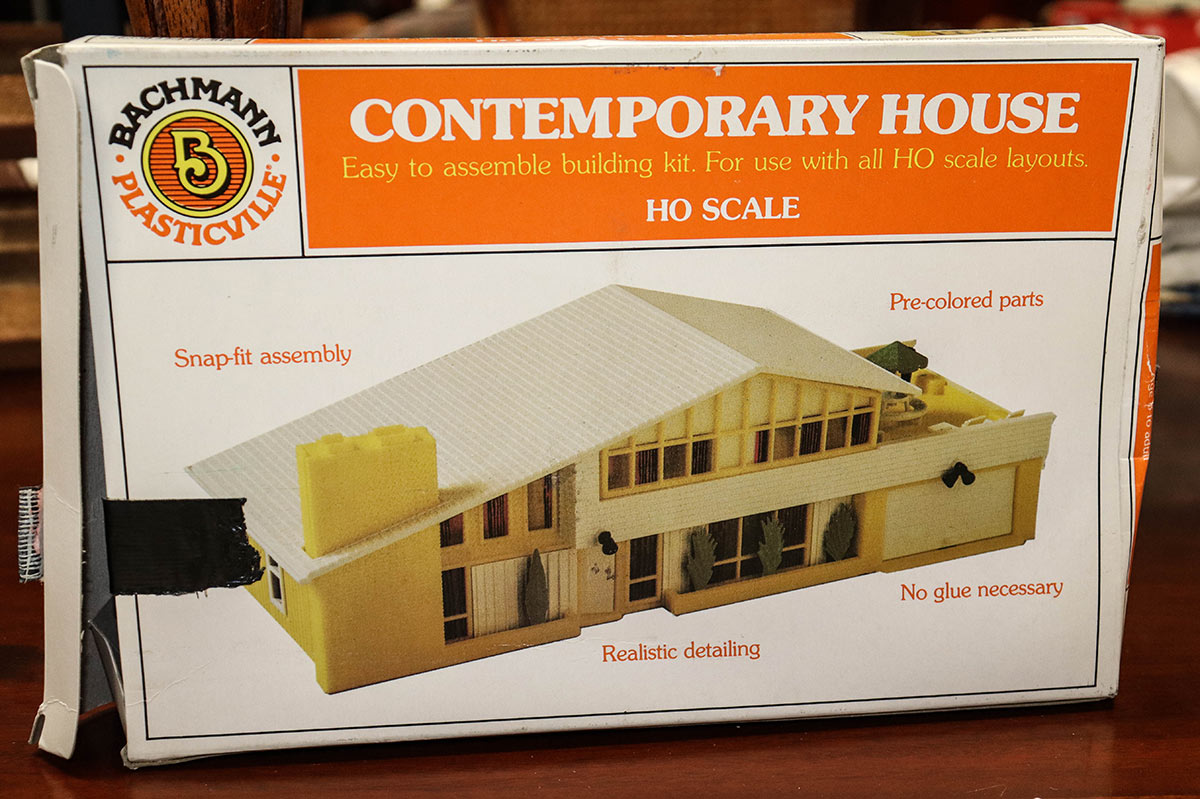 BACHMANN
B
PLASTICVILLE
CONTEMPORARY HOUSE
Easy to assemble building kit. For use with all HO scale layouts.
HO SCALE
Snap-fit assembly
Pre-colored parts
No glue necessary
Realistic detailing